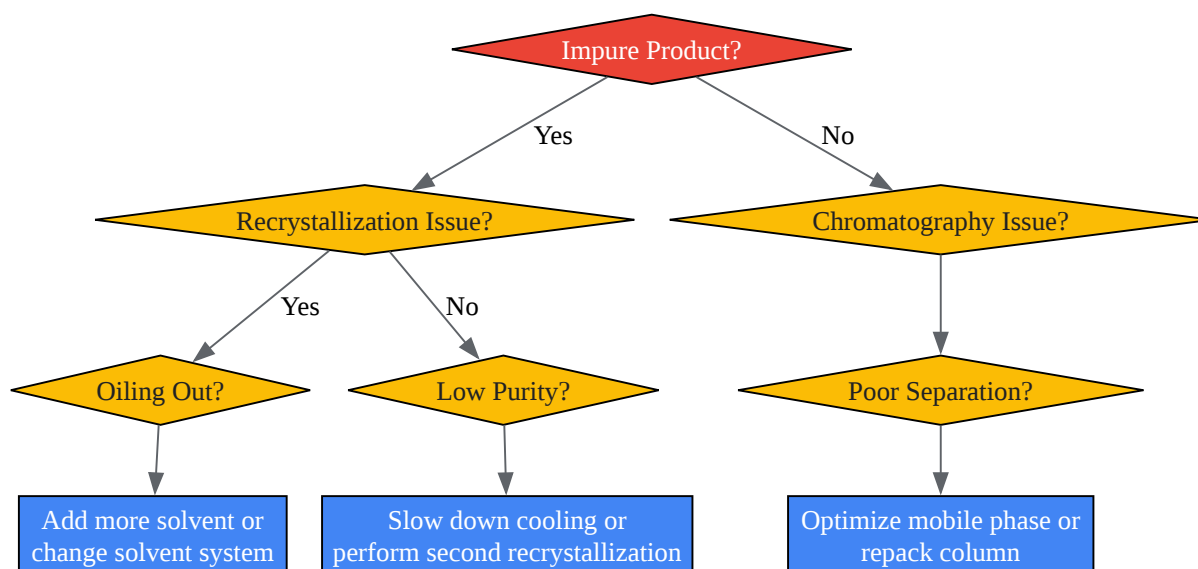 Impure Product?
Yes
No
Recrystallization Issue?
Chromatography Issue?
Yes
No
Oiling Out?
Low Purity?
Poor Separation?
Add more solvent or
change solvent system
Slow down cooling or
perform second recrystallization
Optimize mobile phase or
repack column